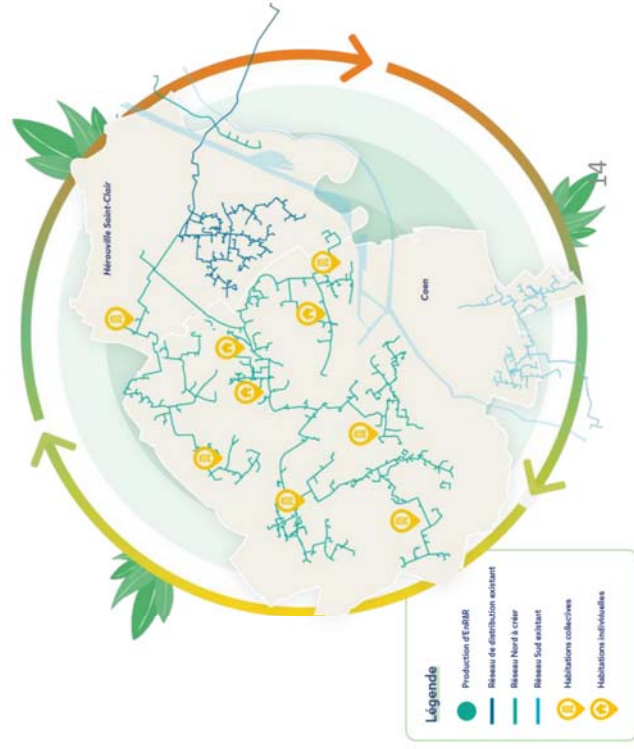 Hérouville Saint-Clair
Caen
Légende
Production d'EnR&R
Réseau de distribution existant
Réseau Nord à créer
Réseau Sud existant
Habitations collectives
Habitations individuelles
14